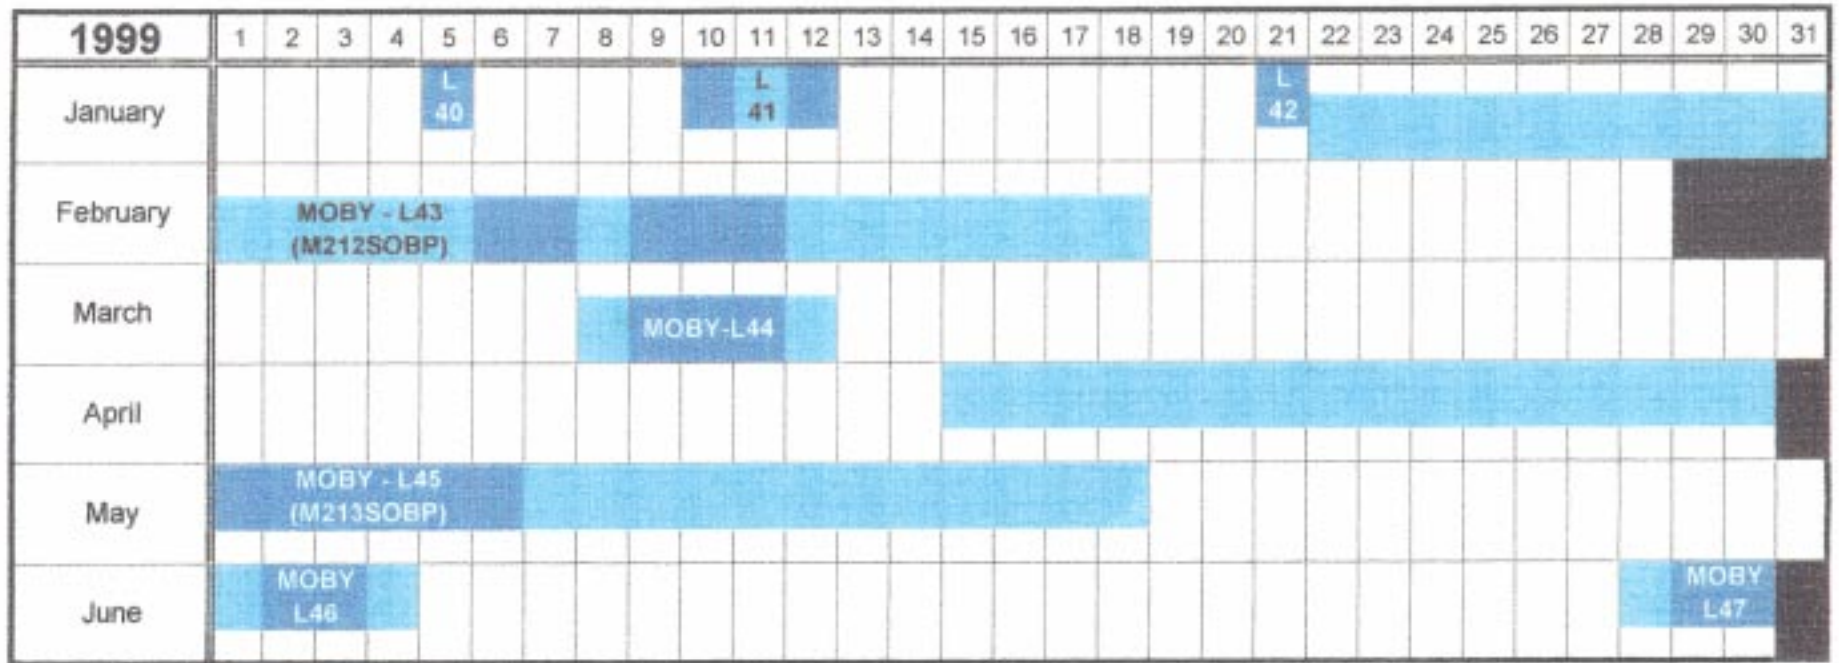 1999 1 2 3 4 5 6 7 8 9 10 11 12 13 14 15 16 17 18 19 20 21 22 23 24 25 26 27 28 29 30 31
January
L
40
L
41
L
42
February
MOBY - L43
(M212SOBP)
March
MOBY-L44
April
May
MOBY - L45
(M213SOBP)
June
MOBY
L46
MOBY
L47